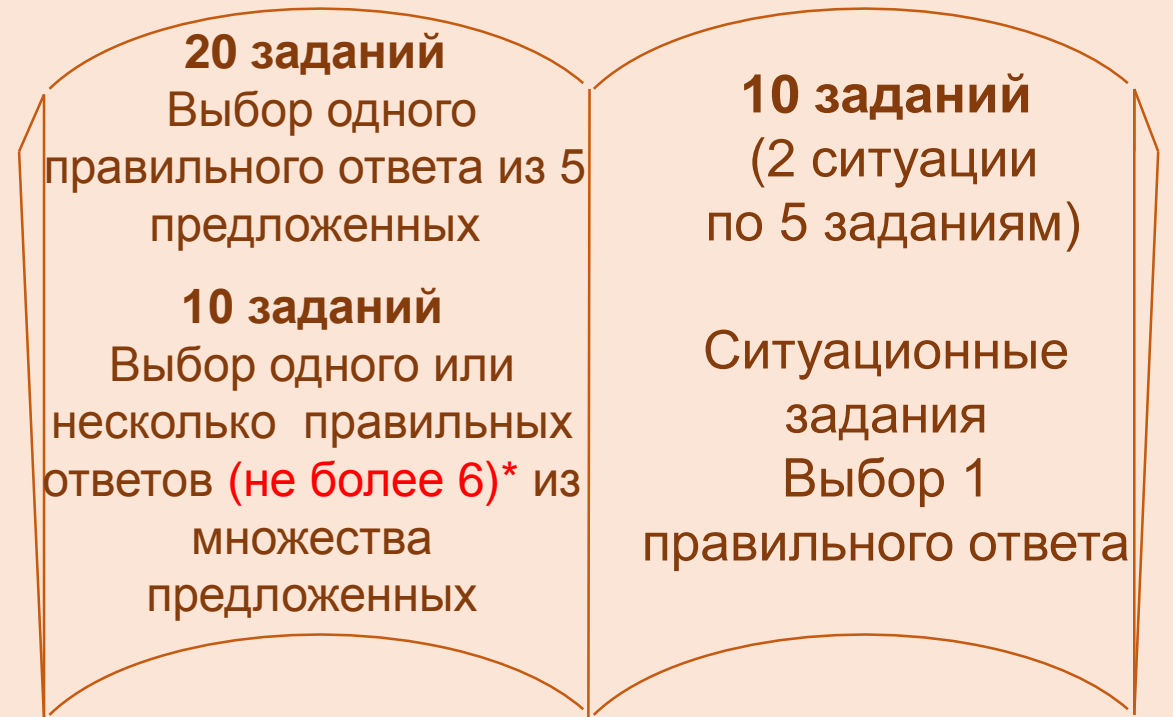 20 заданий
Выбор одного
правильного ответа из 5
предложенных
10 заданий
Выбор одного или
несколько правильных
ответов (не более 6)* из
множества
предложенных
10 заданий
(2 ситуации
по 5 заданиям)
Ситуационные
задания
Выбор 1
правильного ответа